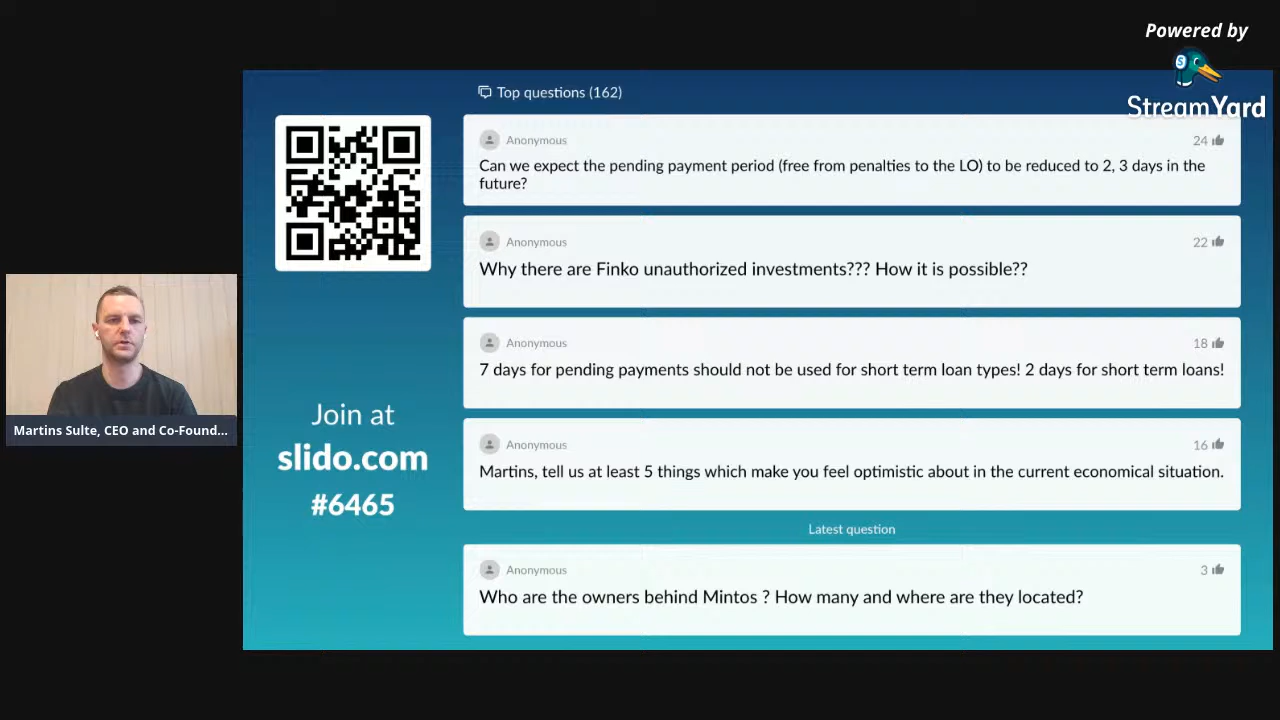 Powered by
StreamYard
Top questions (162)
Anonymous
24
Can we expect the pending payment period (free from penalties to the LO) to be reduced to 2, 3 days in the
future?
Anonymous
22
Why there are Finko unauthorized investments??? How it is possible??
Anonymous
18
7 days for pending payments should not be used for short term loan types! 2 days for short term loans!
Anonymous
16
Martins, tell us at least 5 things which make you feel optimistic about in the current economical situation.
Latest question
Anonymous
3
Who are the owners behind Mintos ? How many and where are they located?
Join at
slido.com
#6465
Martins Sulte, CEO and Co-Found...